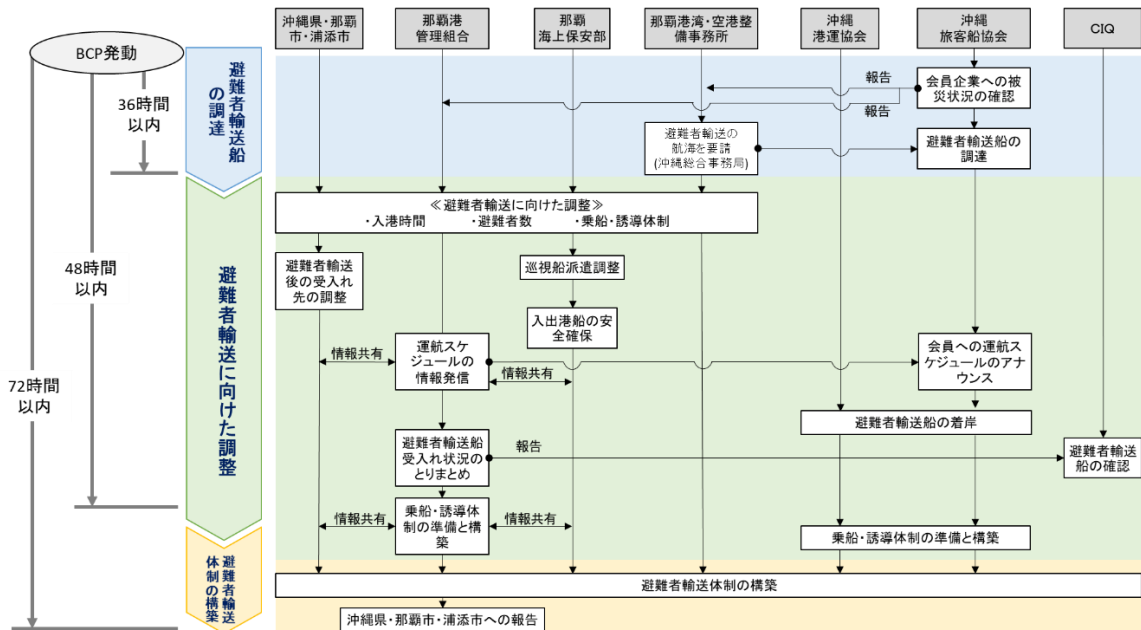 沖縄県・那覇
市・浦添市
那覇港
管理組合
那覇
海上保安部
那覇港湾・空港整
備事務所
沖縄
港運協会
沖縄
旅客船協会
CIQ
BCP発動
36時間
以内
48時間
以内
72時間
以内
避難者輸送船
の調達
報告
報告
会員企業への被
災状況の確認
避難者輸送の
航海を要請
(沖縄総合事務局)
避難者輸送船の
調達
避難者輸送に向けた調整
≪避難者輸送に向けた調整≫
・入港時間 ・避難者数 ・乗船・誘導体制
避難者輸送
後の受入れ
先の調整
巡視船派遣調整
入出港船の安
全確保
情報共有
運航スケ
ジュールの
情報発信
情報共有
会員への運航ス
ケジュールのアナ
ウンス
避難者輸送船の着岸
避難者輸送船
受入れ状況の
とりまとめ
報告
避難者輸送
船の確認
情報共有
乗船・誘導体
制の準備と構
築
情報共有
乗船・誘導体制の準備と構築
避難者輸送
体制の構築
避難者輸送体制の構築
沖縄県・那覇市・浦添市への報告